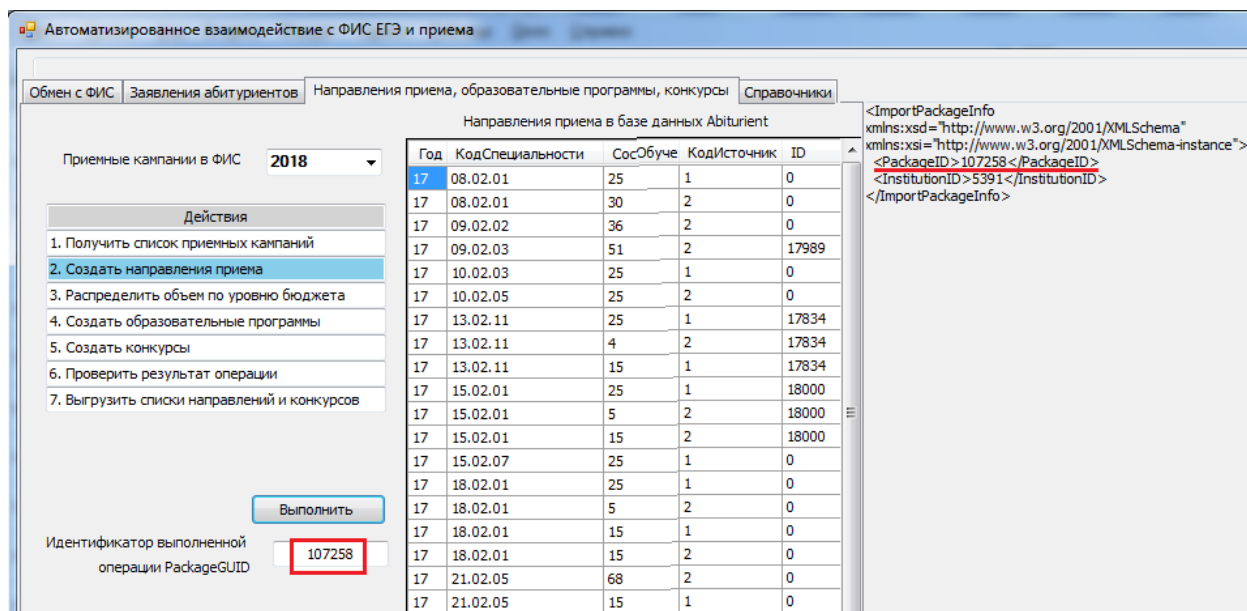 Автоматизированное взаимодействие с ФИС ЕГЭ и приема
Обмен с ФИС Заявления абитуриентов Направления приема, образовательные программы, конкурсы Справочники
Приемные кампании в ФИС 2018
Действия
1. Получить список приемных кампаний
2. Создать направления приема
3. Распределить объем по уровню бюджета
4. Создать образовательные программы
5. Создать конкурсы
6. Проверить результат операции
7. Выгрузить списки направлений и конкурсов
Выполнить
Идентификатор выполненной
операции PackageGUID
107258
Направления приема в базе данных Abiturient
Год КодСпециальности СосОбуче КодИсточник ID
17 08.02.01 25 1 0
17 08.02.01 30 2 0
17 09.02.02 36 2 0
17 09.02.03 51 2 17989
17 10.02.03 25 1 0
17 10.02.05 25 2 0
17 13.02.11 25 1 17834
17 13.02.11 4 2 17834
17 13.02.11 15 1 17834
17 15.02.01 25 1 18000
17 15.02.01 5 2 18000
17 15.02.01 15 2 18000
17 15.02.07 25 1 0
17 18.02.01 25 1 0
17 18.02.01 5 2 0
17 18.02.01 15 1 0
17 18.02.01 15 2 0
17 21.02.05 68 2 0
17 21.02.05 15 1 0
<ImportPackageInfo
xmlns:xsd="http://www.w3.org/2001/XMLSchema"
xmlns:xsi="http://www.w3.org/2001/XMLSchema-instance">
<PackageID>107258</PackageID>
<InstitutionID>5391</InstitutionID>
</ImportPackageInfo>